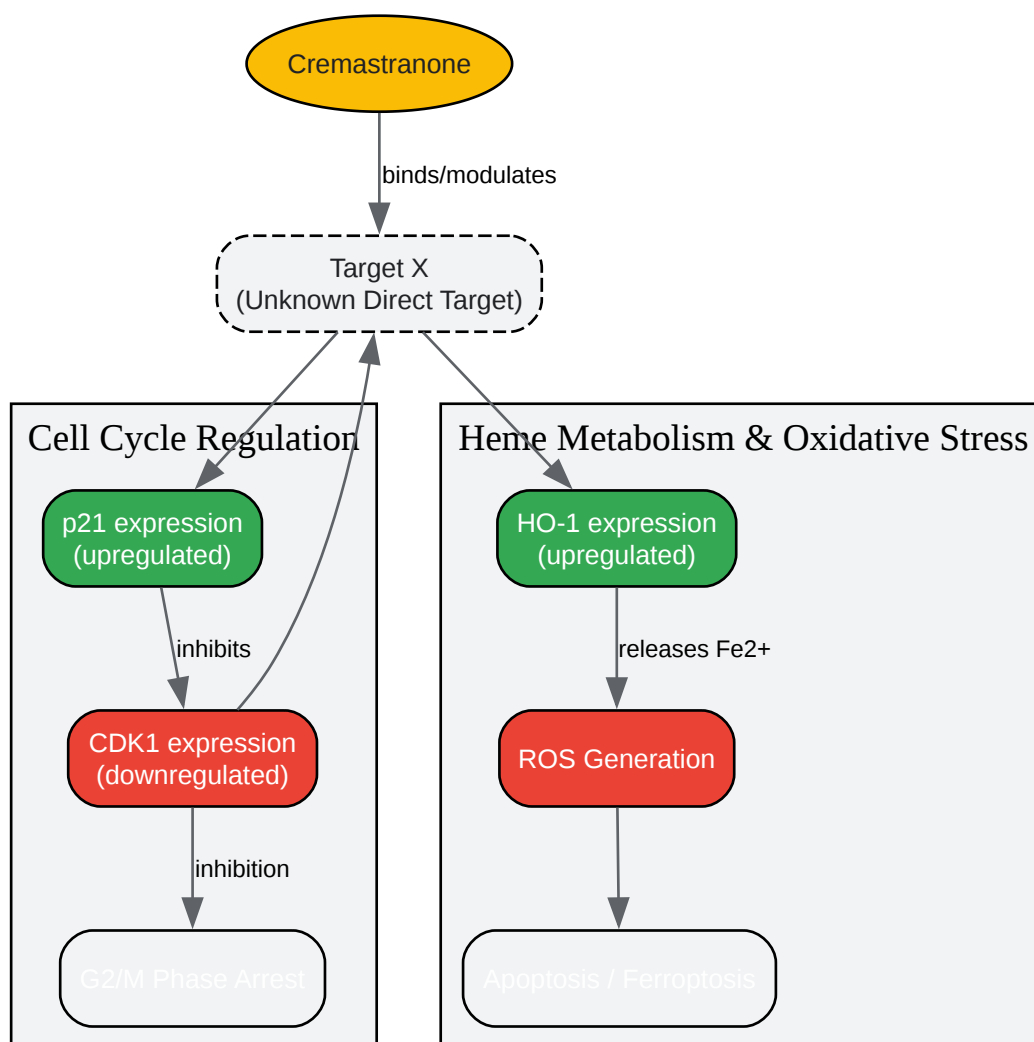 Cremastranone
binds/modulates
Target X
(Unknown Direct Target)
Cell Cycle Regulation
p21 expression
(upregulated)
inhibits
CDK1 expression
(downregulated)
inhibition
G2/M Phase Arrest
Heme Metabolism & Oxidative Stress
HO-1 expression
(upregulated)
releases Fe2+
ROS Generation
Apoptosis / Ferroptosis